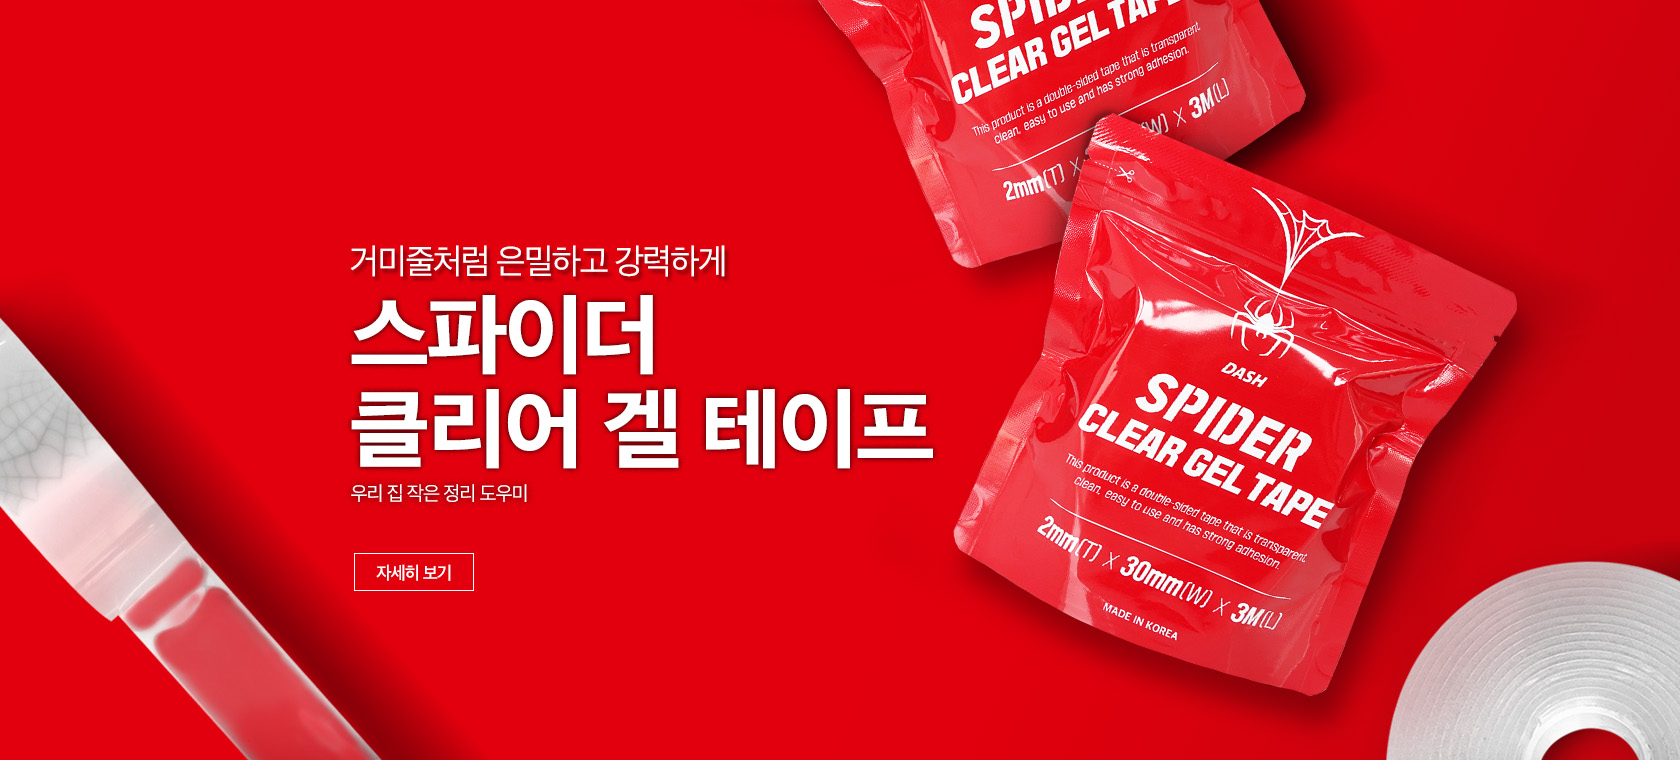 거미줄처럼 은밀하고 강력하게
스파이더
클리어 겔 테이프
우리 집 작은 정리 도우미
자세히 보기
CLEAR GEL TAPE
This product is a double-sided tape that is transparent
clean, easy to use and has strong adhesion.
2mm(T) X (W) X 3M(L)
DASH
SPIDER
CLEAR GEL TAPE
This product is a double-sided tape that is transparent
clean, easy to use and has strong adhesion.
2mm(T) X 30mm(W) X 3M(L)
MADE IN KOREA